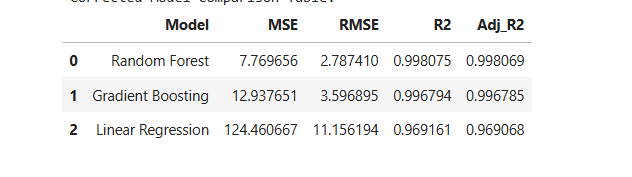 Corrected Model Comparison Table:
Model MSE RMSE R2 Adj_R2
0 Random Forest 7.769656 2.787410 0.998075 0.998069
1 Gradient Boosting 12.937651 3.596895 0.996794 0.996785
2 Linear Regression 124.460667 11.156194 0.969161 0.969068